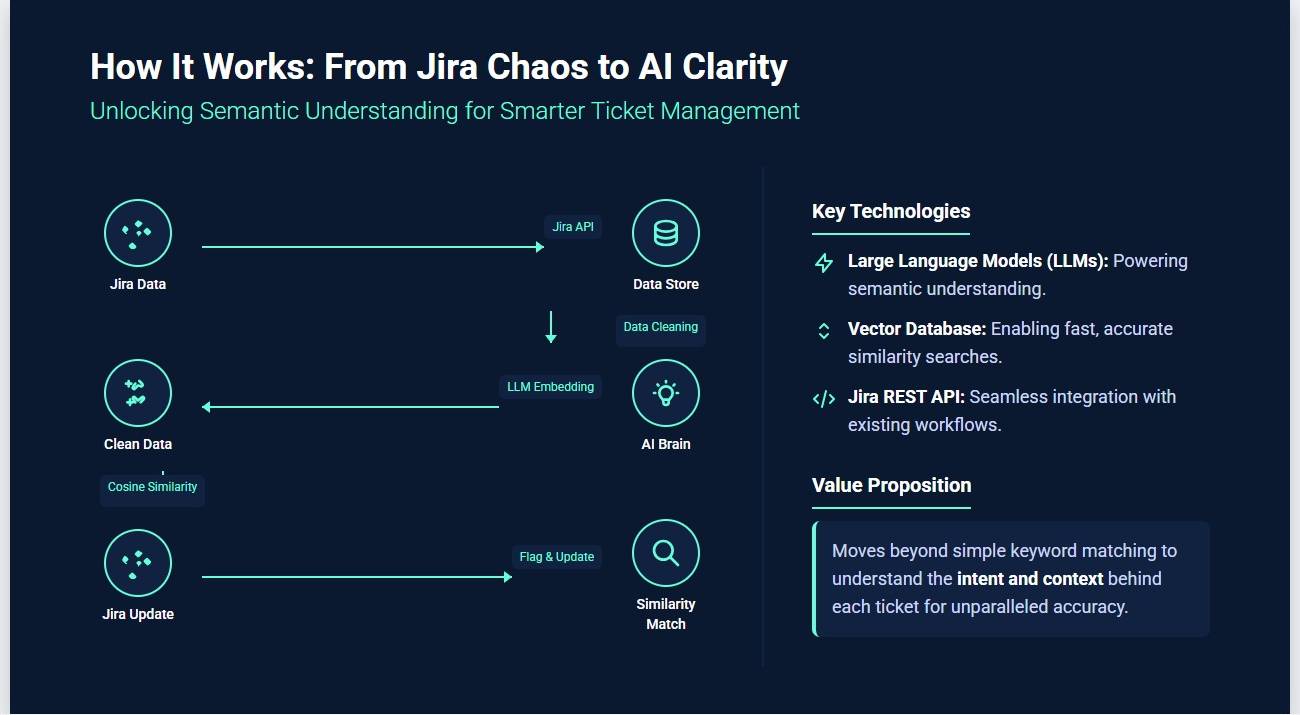 How It Works: From Jira Chaos to AI Clarity
Unlocking Semantic Understanding for Smarter Ticket Management
Jira API
Jira Data
Data Store
Data Cleaning
LLM Embedding
Clean Data
AI Brain
Cosine Similarity
Flag & Update
Jira Update
Similarity
Match
Key Technologies
Large Language Models (LLMs): Powering
semantic understanding.
Vector Database: Enabling fast, accurate
similarity searches.
Jira REST API: Seamless integration with
existing workflows.
Value Proposition
Moves beyond simple keyword matching to
understand the intent and context behind
each ticket for unparalleled accuracy.